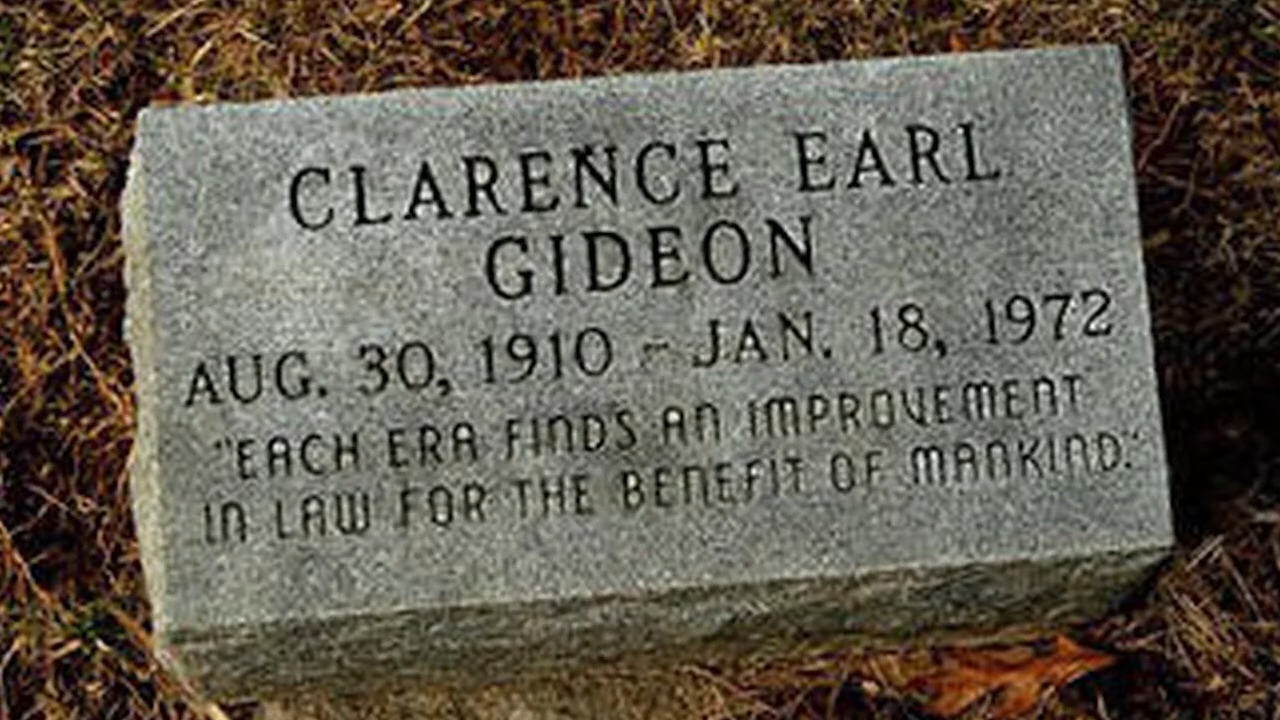 CLARENCE EARL
GIDEON
AUG. 30, 1910 - JAN. 18, 1972
"EACH ERA FINDS AN IMPROVEMENT
IN LAW FOR THE BENEFIT OF MANKIND."